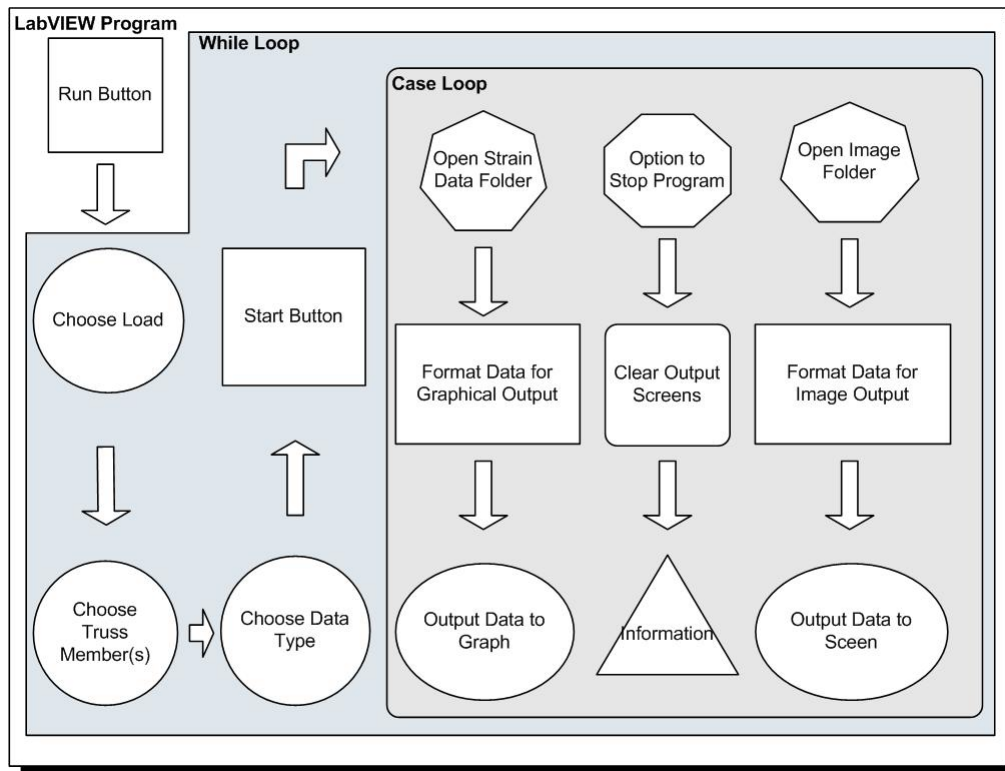 LabVIEW Program
While Loop
Run Button
Case Loop
Open Strain
Data Folder
Option to
Stop Program
Open Image
Folder
Choose Load
Start Button
Format Data for
Graphical Output
Clear Output
Screens
Format Data for
Image Output
Choose
Truss
Member(s)
Choose Data
Type
Output Data to
Graph
Information
Output Data to
Sceen